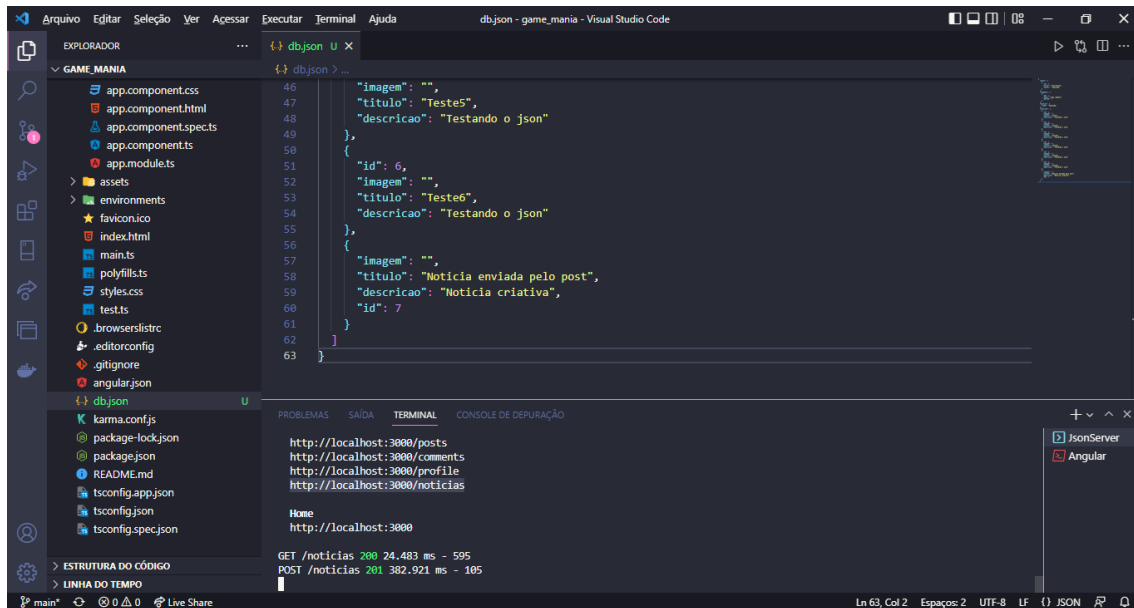 Arquivo Editar Seleção Ver Acessar Executar Terminal Ajuda db.json - game_mania - Visual Studio Code
EXPLORADOR
GAME_MANIA
app.component.css
app.component.html
app.component.spec.ts
app.component.ts
app.module.ts
assets
environments
favicon.ico
index.html
main.ts
polyfills.ts
styles.css
test.ts
.browserslistrc
.editorconfig
.gitignore
angular.json
db.json U
karma.conf.js
package-lock.json
package.json
README.md
tsconfig.app.json
tsconfig.json
tsconfig.spec.json
ESTRUTURA DO CÓDIGO
LINHA DO TEMPO
db.json U
db.json > ...
46 "imagem": "",
47 "titulo": "Teste5",
48 "descricao": "Testando o json"
49 },
50 {
51 "id": 6,
52 "imagem": "",
53 "titulo": "Teste6",
54 "descricao": "Testando o json"
55 },
56 {
57 "imagem": "",
58 "titulo": "Noticia enviada pelo post",
59 "descricao": "Noticia criativa",
60 "id": 7
61 }
62 ]
63 }
PROBLEMAS SAÍDA TERMINAL CONSOLE DE DEPURAÇÃO
http://localhost:3000/posts
http://localhost:3000/comments
http://localhost:3000/profile
http://localhost:3000/noticias
Home
http://localhost:3000
GET /noticias 200 24.483 ms - 595
POST /noticias 201 382.921 ms - 105
JsonServer
Angular
main* 0 0 Live Share Ln 63, Col 2 Espaços: 2 UTF-8 LF {} JSON